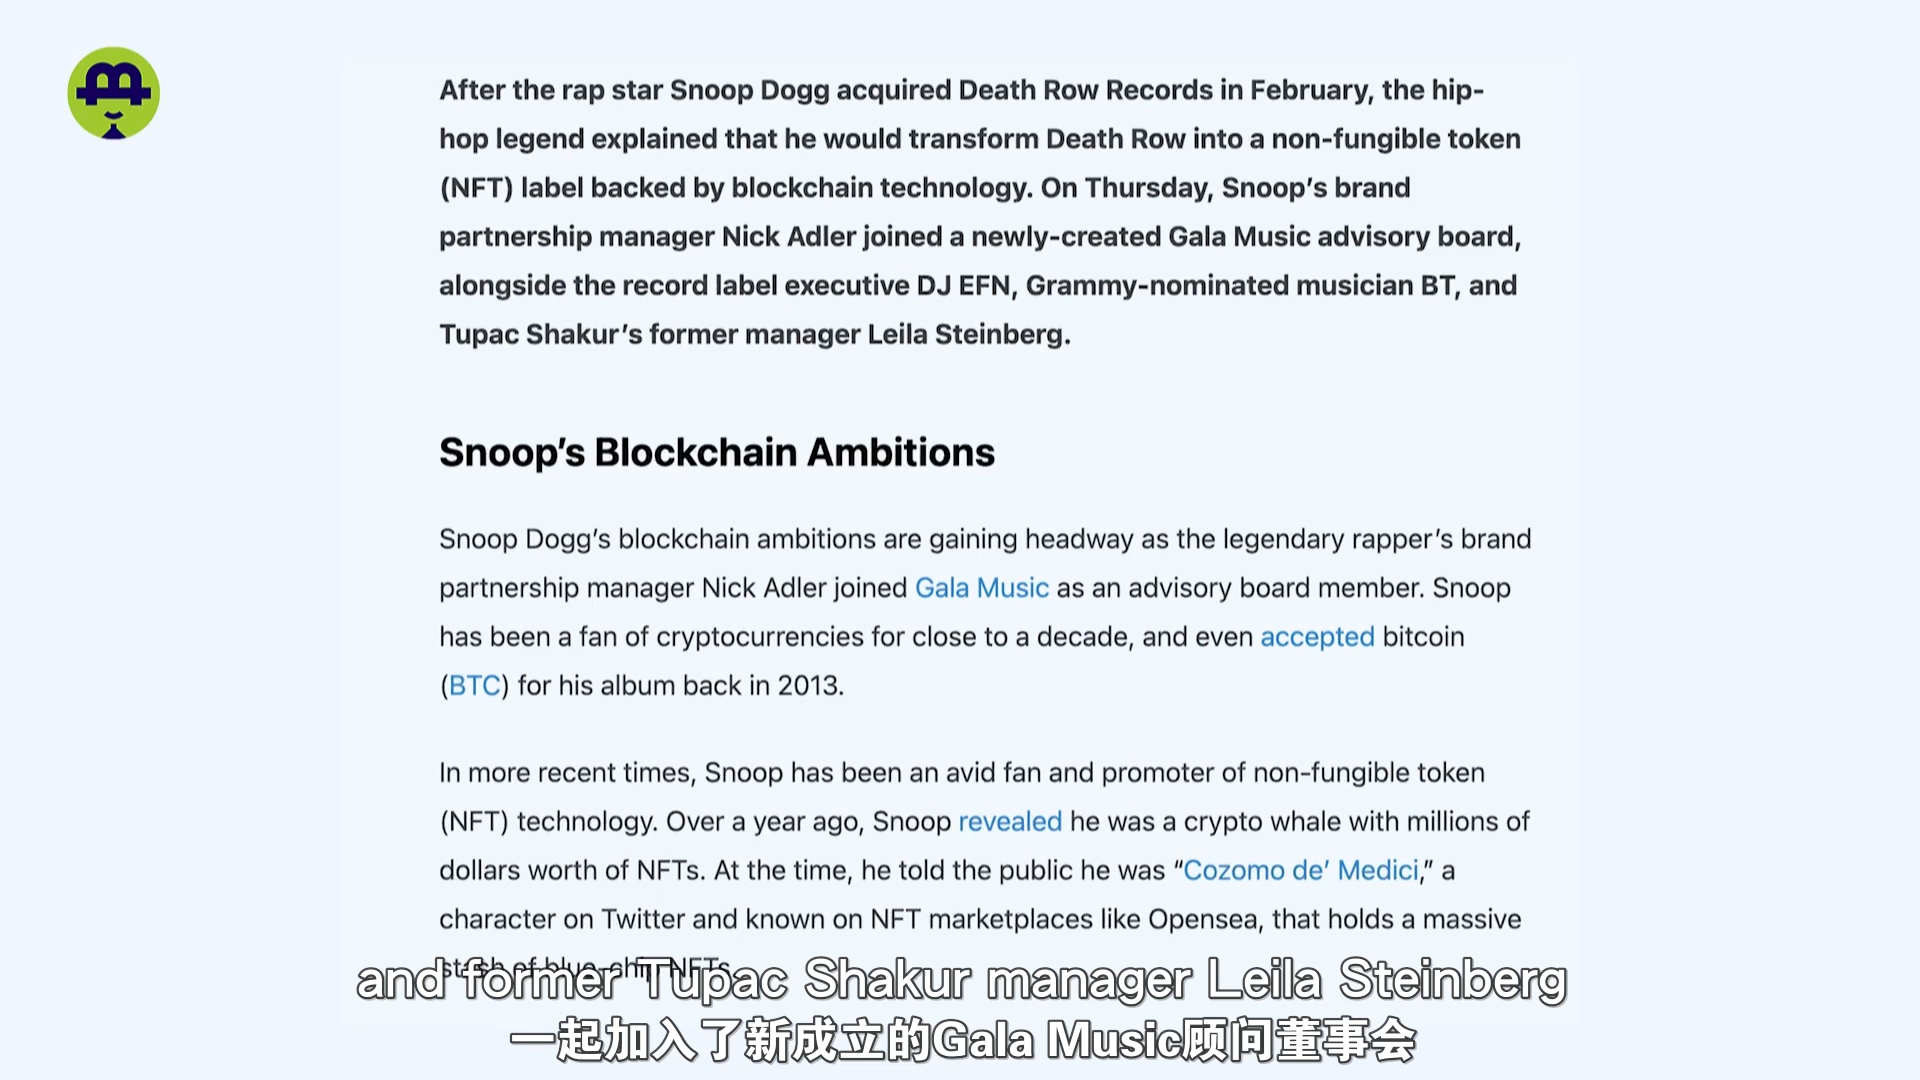 After the rap star Snoop Dogg acquired Death Row Records in February, the hip-
hop legend explained that he would transform Death Row into a non-fungible token
(NFT) label backed by blockchain technology. On Thursday, Snoop’s brand
partnership manager Nick Adler joined a newly-created Gala Music advisory board,
alongside the record label executive DJ EFN, Grammy-nominated musician BT, and
Tupac Shakur’s former manager Leila Steinberg.
Snoop’s Blockchain Ambitions
Snoop Dogg’s blockchain ambitions are gaining headway as the legendary rapper’s brand
partnership manager Nick Adler joined Gala Music as an advisory board member. Snoop
has been a fan of cryptocurrencies for close to a decade, and even accepted bitcoin
(BTC) for his album back in 2013.
In more recent times, Snoop has been an avid fan and promoter of non-fungible token
(NFT) technology. Over a year ago, Snoop revealed he was a crypto whale with millions of
dollars worth of NFTs. At the time, he told the public he was “Cozomo de’ Medici,” a
character on Twitter and known on NFT marketplaces like Opensea, that holds a massive
stash of blue-chip NFTs.
and former Tupac Shakur manager Leila Steinberg
一起加入了新成立的Gala Music顾问董事会